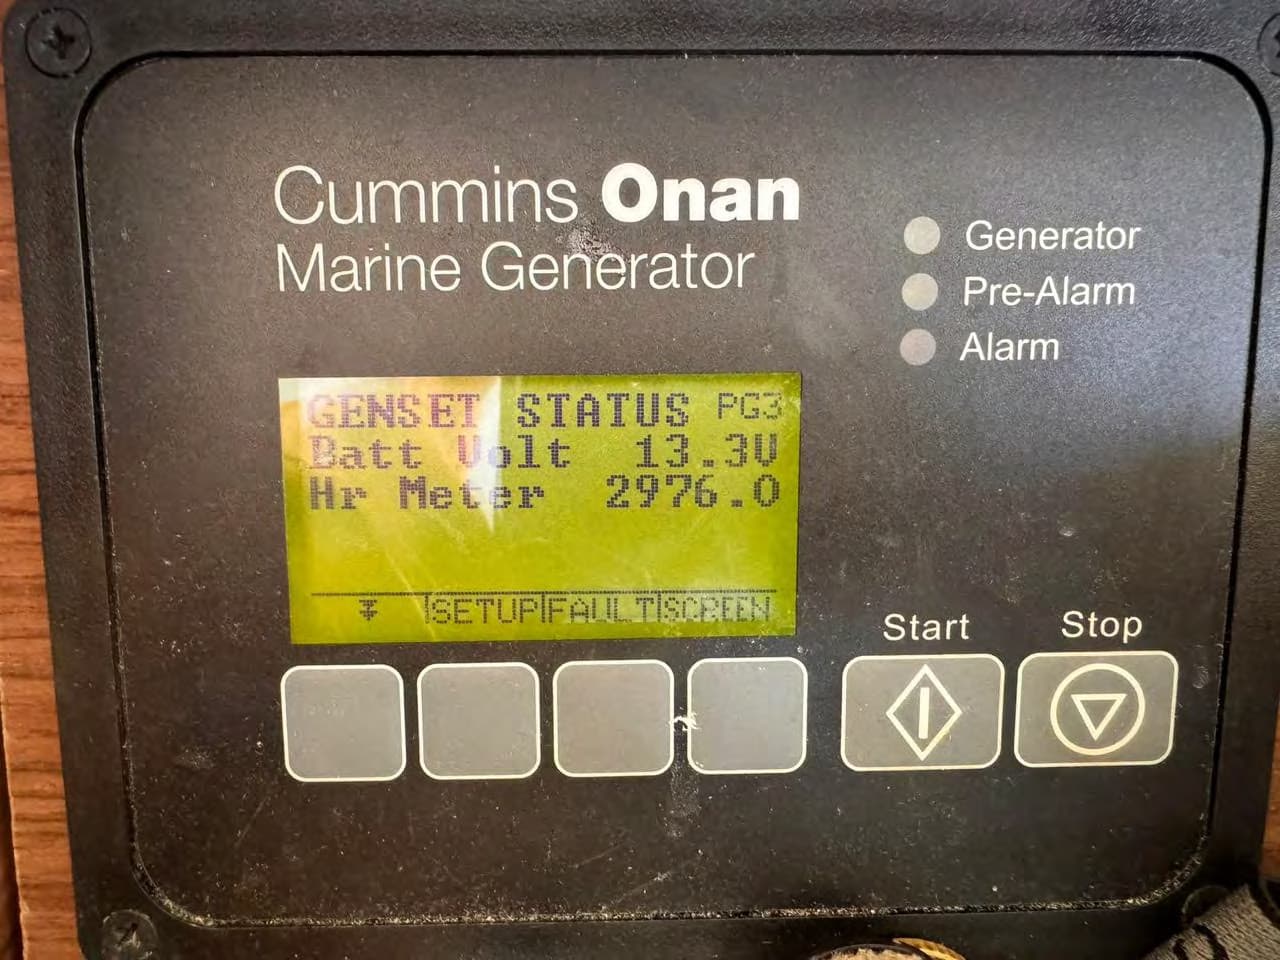 Cummins Onan
Marine Generator
Generator
Pre-Alarm
Alarm
GENSET STATUS PG3
Batt Volt 13.3V
Hr Meter 2976.0
SETUP|FAULT|SCREEN
Start
Stop